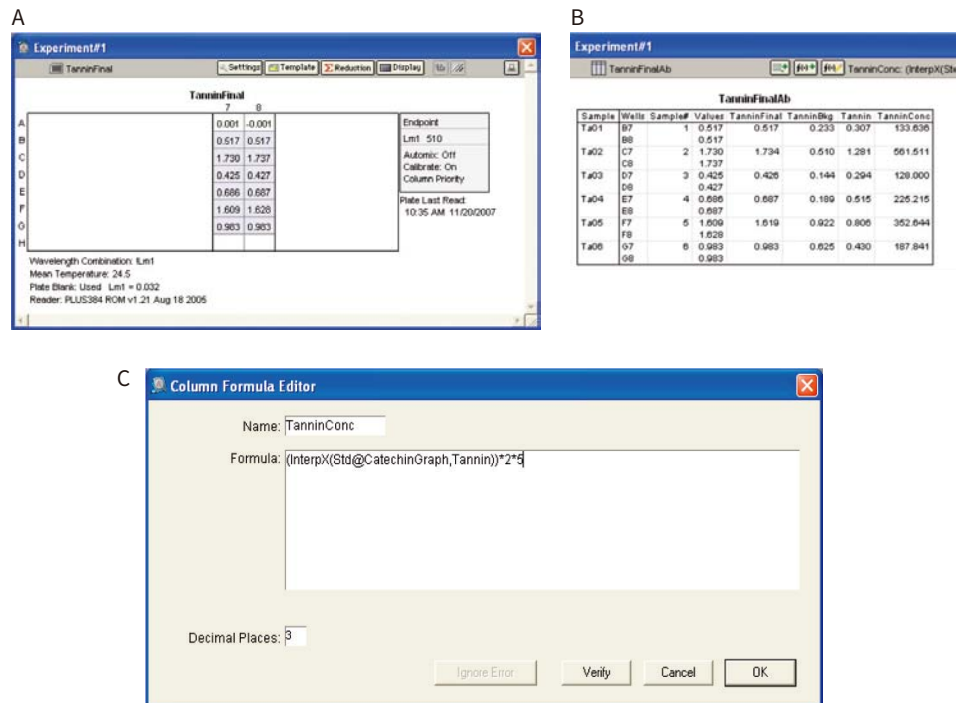 A
Experiment#1
TanninFinal Settings Template Reduction Display
TanninFinal
7 8
A 0.001 -0.001
B 0.517 0.517
C 1.730 1.737
D 0.425 0.427
E 0.686 0.687
F 1.609 1.628
G 0.983 0.983
H
Endpoint
Lm1 510
Automix: Off
Calibrate: On
Column Priority
Plate Last Read:
10:35 AM 11/20/2007
Wavelength Combination: !Lm1
Mean Temperature: 24.5
Plate Blank: Used Lm1 = 0.032
Reader: PLUS384 ROM v1.21 Aug 18 2005
B
Experiment#1
TanninFinalAb TanninConc: (InterpX(Ste
TanninFinalAb
Sample Wells Sample# Values TanninFinal TanninBkg Tannin TanninConc
Ta01 B7 1 0.517 0.517 0.233 0.307 133.636
B8 0.517
Ta02 C7 2 1.730 1.734 0.510 1.281 561.511
C8 1.737
Ta03 D7 3 0.425 0.426 0.144 0.294 128.000
D8 0.427
Ta04 E7 4 0.686 0.687 0.189 0.515 225.215
E8 0.687
Ta05 F7 5 1.609 1.619 0.922 0.806 352.644
F8 1.628
Ta06 G7 6 0.983 0.983 0.625 0.430 187.841
G8 0.983
C
Column Formula Editor
Name: TanninConc
Formula: (InterpX(Std@CatechinGraph,Tannin))*2*5
Decimal Places: 3
Ignore Error Verify Cancel OK